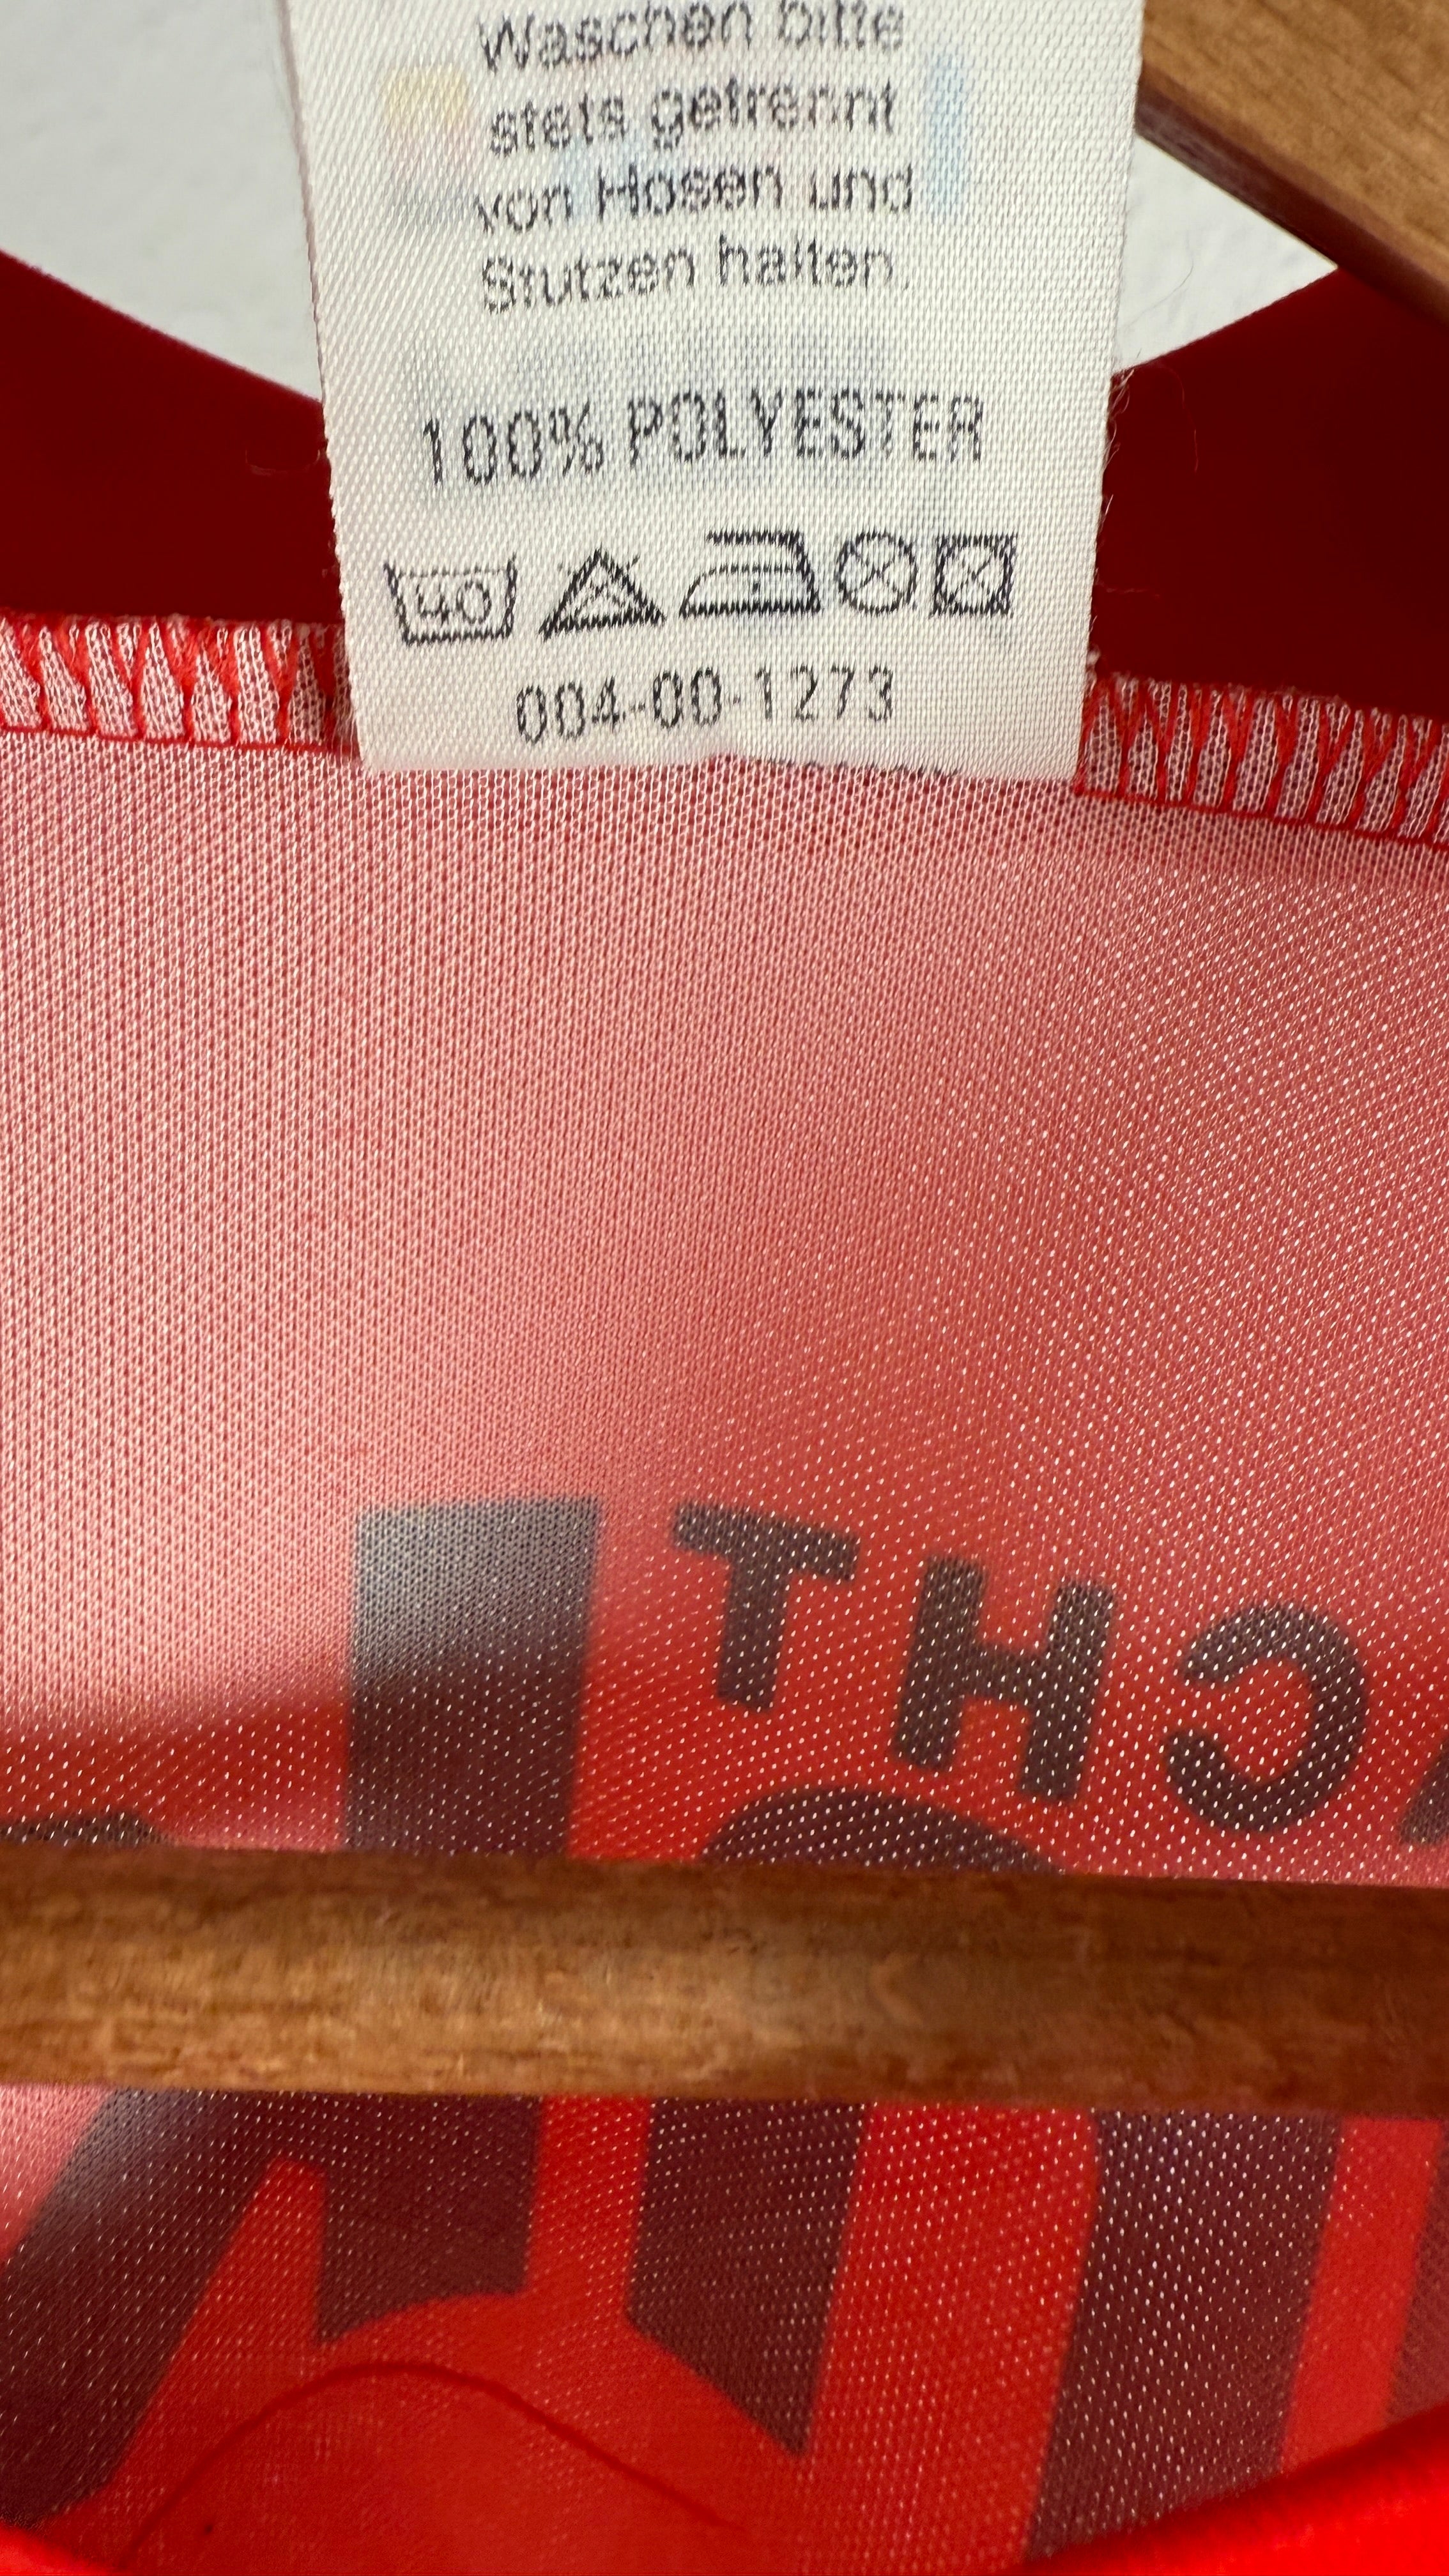 Waschen bitte
stets getrennt
von Hosen und
Stutzen halten.
100% POLYESTER
40
004-00-1273